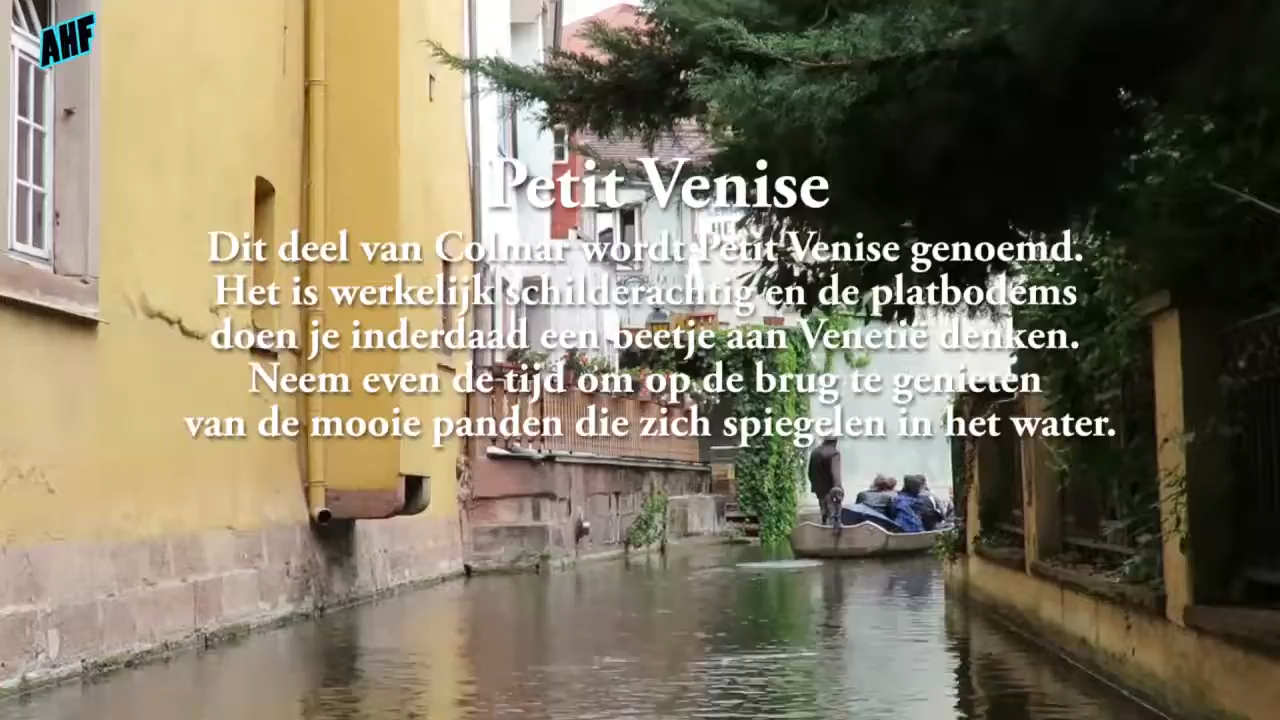 AHF
Petit Venise
Dit deel van Colmar wordt Petit Venise genoemd.
Het is werkelijk schilderachtig en de platbodems
doen je inderdaad een beetje aan Venetië denken.
Neem even de tijd om op de brug te genieten
van de mooie panden die zich spiegelen in het water.